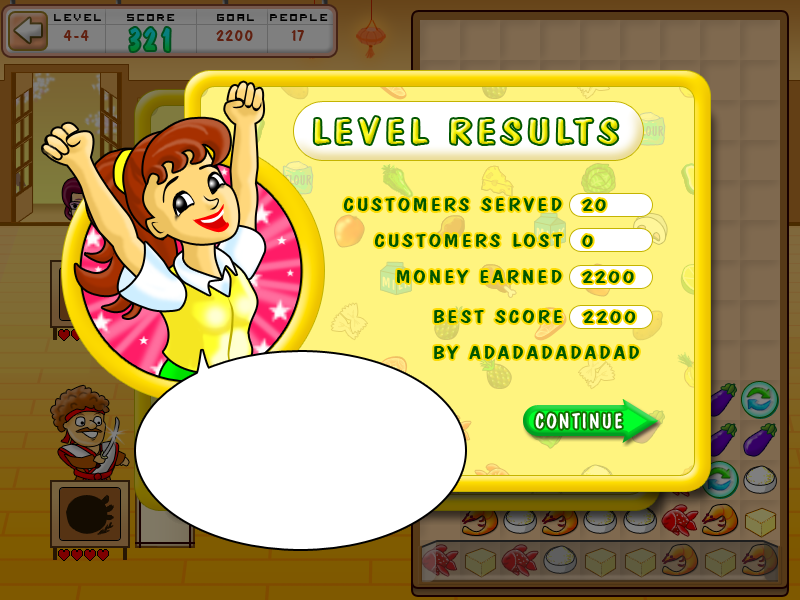 LEVEL SCORE GOAL PEOPLE
4-4 321 2200 17
LEVEL RESULTS
CUSTOMERS SERVED 20
CUSTOMERS LOST 0
MONEY EARNED 2200
BEST SCORE 2200
BY ADADADADADAD
CONTINUE
FLOUR